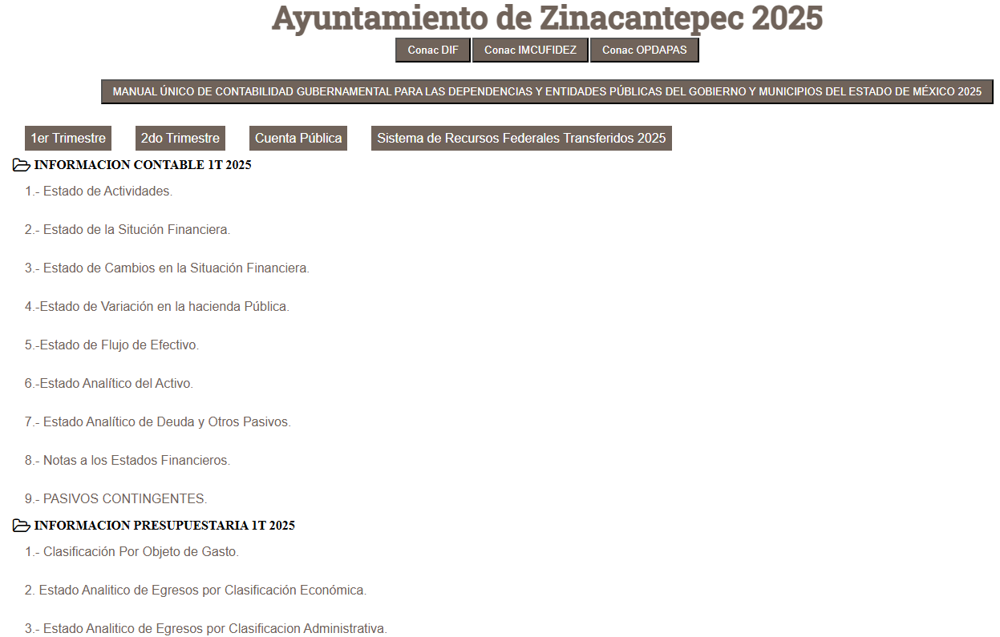 Ayuntamiento de Zinacantepec 2025
Conac DIF Conac IMCUFIDEZ Conac OPDAPAS
MANUAL ÚNICO DE CONTABILIDAD GUBERNAMENTAL PARA LAS DEPENDENCIAS Y ENTIDADES PÚBLICAS DEL GOBIERNO Y MUNICIPIOS DEL ESTADO DE MÉXICO 2025
1er Trimestre 2do Trimestre Cuenta Pública Sistema de Recursos Federales Transferidos 2025
INFORMACION CONTABLE 1T 2025
1.- Estado de Actividades.
2.- Estado de la Situción Financiera.
3.- Estado de Cambios en la Situación Financiera.
4.-Estado de Variación en la hacienda Pública.
5.-Estado de Flujo de Efectivo.
6.-Estado Analítico del Activo.
7.- Estado Analítico de Deuda y Otros Pasivos.
8.- Notas a los Estados Financieros.
9.- PASIVOS CONTINGENTES.
INFORMACION PRESUPUESTARIA 1T 2025
1.- Clasificación Por Objeto de Gasto.
2. Estado Analitico de Egresos por Clasificación Económica.
3.- Estado Analitico de Egresos por Clasificacion Administrativa.